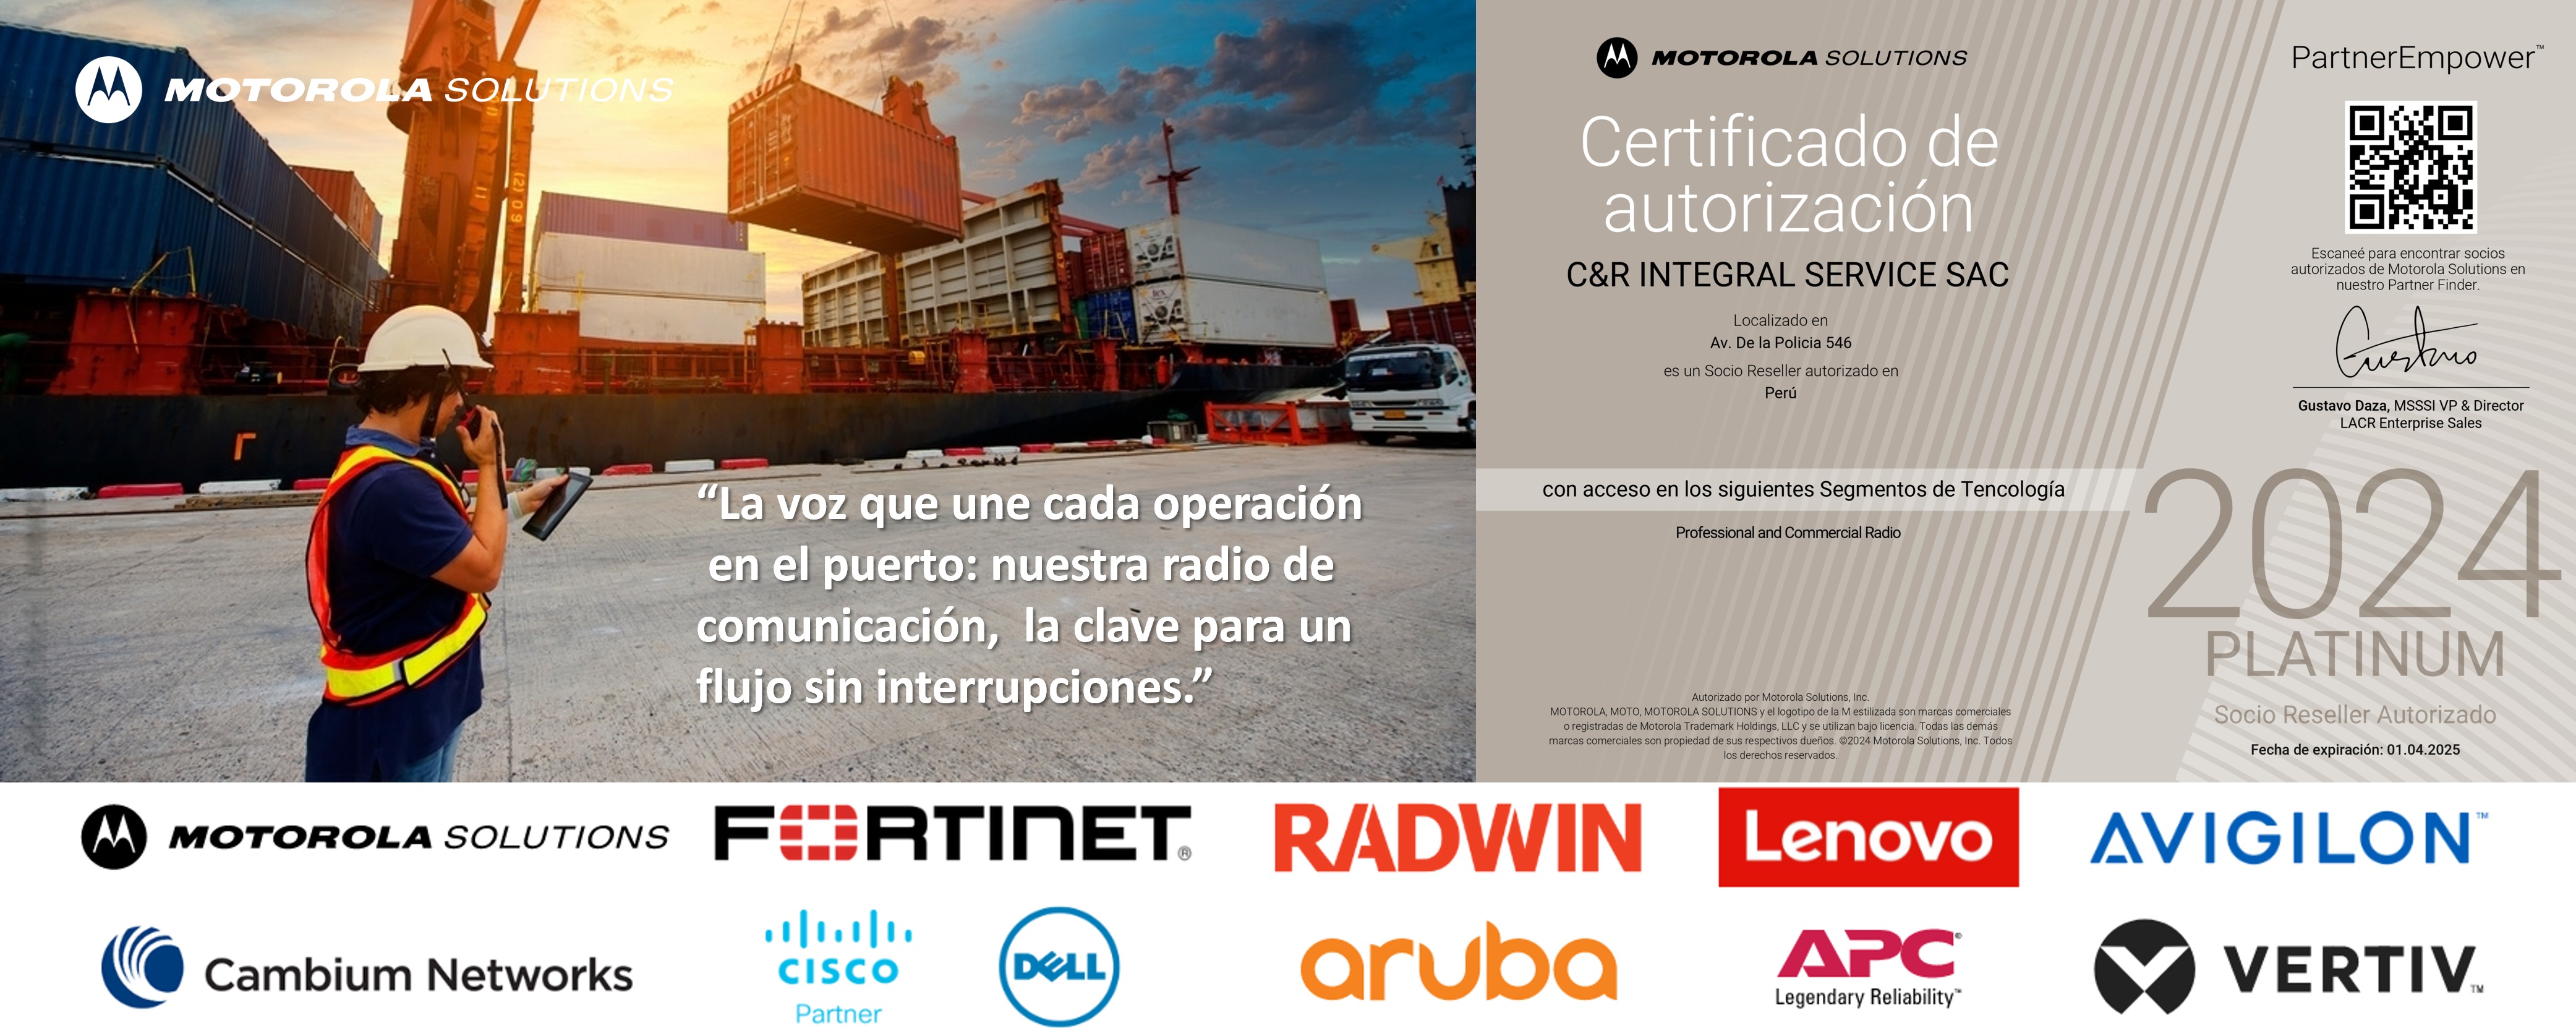 MOTOROLA SOLUTIONS
“La voz que une cada operación
en el puerto: nuestra radio de
comunicación, la clave para un
flujo sin interrupciones.”
MOTOROLA SOLUTIONS
Certificado de
autorización
C&R INTEGRAL SERVICE SAC
Localizado en
Av. De la Policia 546
es un Socio Reseller autorizado en
Perú
con acceso en los siguientes Segmentos de Tencología
Professional and Commercial Radio
Autorizado por Motorola Solutions, Inc.
MOTOROLA, MOTO, MOTOROLA SOLUTIONS y el logotipo de la M estilizada son marcas comerciales
o registradas de Motorola Trademark Holdings, LLC y se utilizan bajo licencia. Todas las demás
marcas comerciales son propiedad de sus respectivos dueños. ©2024 Motorola Solutions, Inc. Todos
los derechos reservados.
PartnerEmpower™
Escaneé para encontrar socios
autorizados de Motorola Solutions en
nuestro Partner Finder.
Gustavo
Gustavo Daza, MSSSI VP & Director
LACR Enterprise Sales
2024
PLATINUM
Socio Reseller Autorizado
Fecha de expiración: 01.04.2025
MOTOROLA SOLUTIONS
FORTINET®
RADWIN
Lenovo
AVIGILON™
Cambium Networks
CISCO
Partner
DELL
aruba
APC®
Legendary Reliability™
VERTIV™